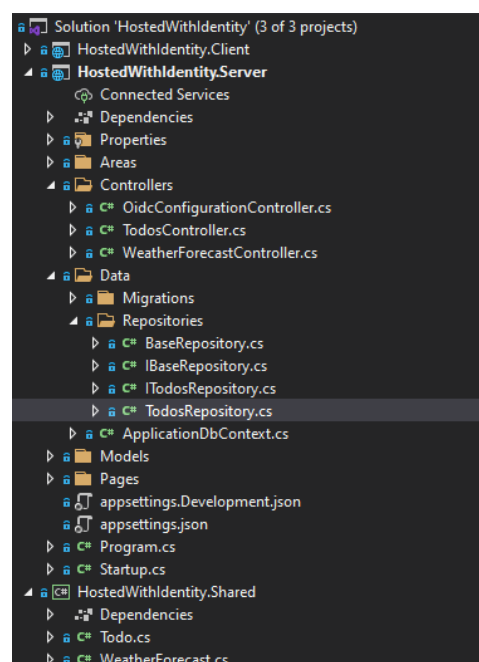 Solution 'HostedWithIdentity' (3 of 3 projects)
HostedWithIdentity.Client
HostedWithIdentity.Server
Connected Services
Dependencies
Properties
Areas
Controllers
C# OidcConfigurationController.cs
C# TodosController.cs
C# WeatherForecastController.cs
Data
Migrations
Repositories
C# BaseRepository.cs
C# IBaseRepository.cs
C# ITodosRepository.cs
C# TodosRepository.cs
C# ApplicationDbContext.cs
Models
Pages
appsettings.Development.json
appsettings.json
C# Program.cs
C# Startup.cs
C# HostedWithIdentity.Shared
Dependencies
C# Todo.cs
C# WeatherForecast.cs